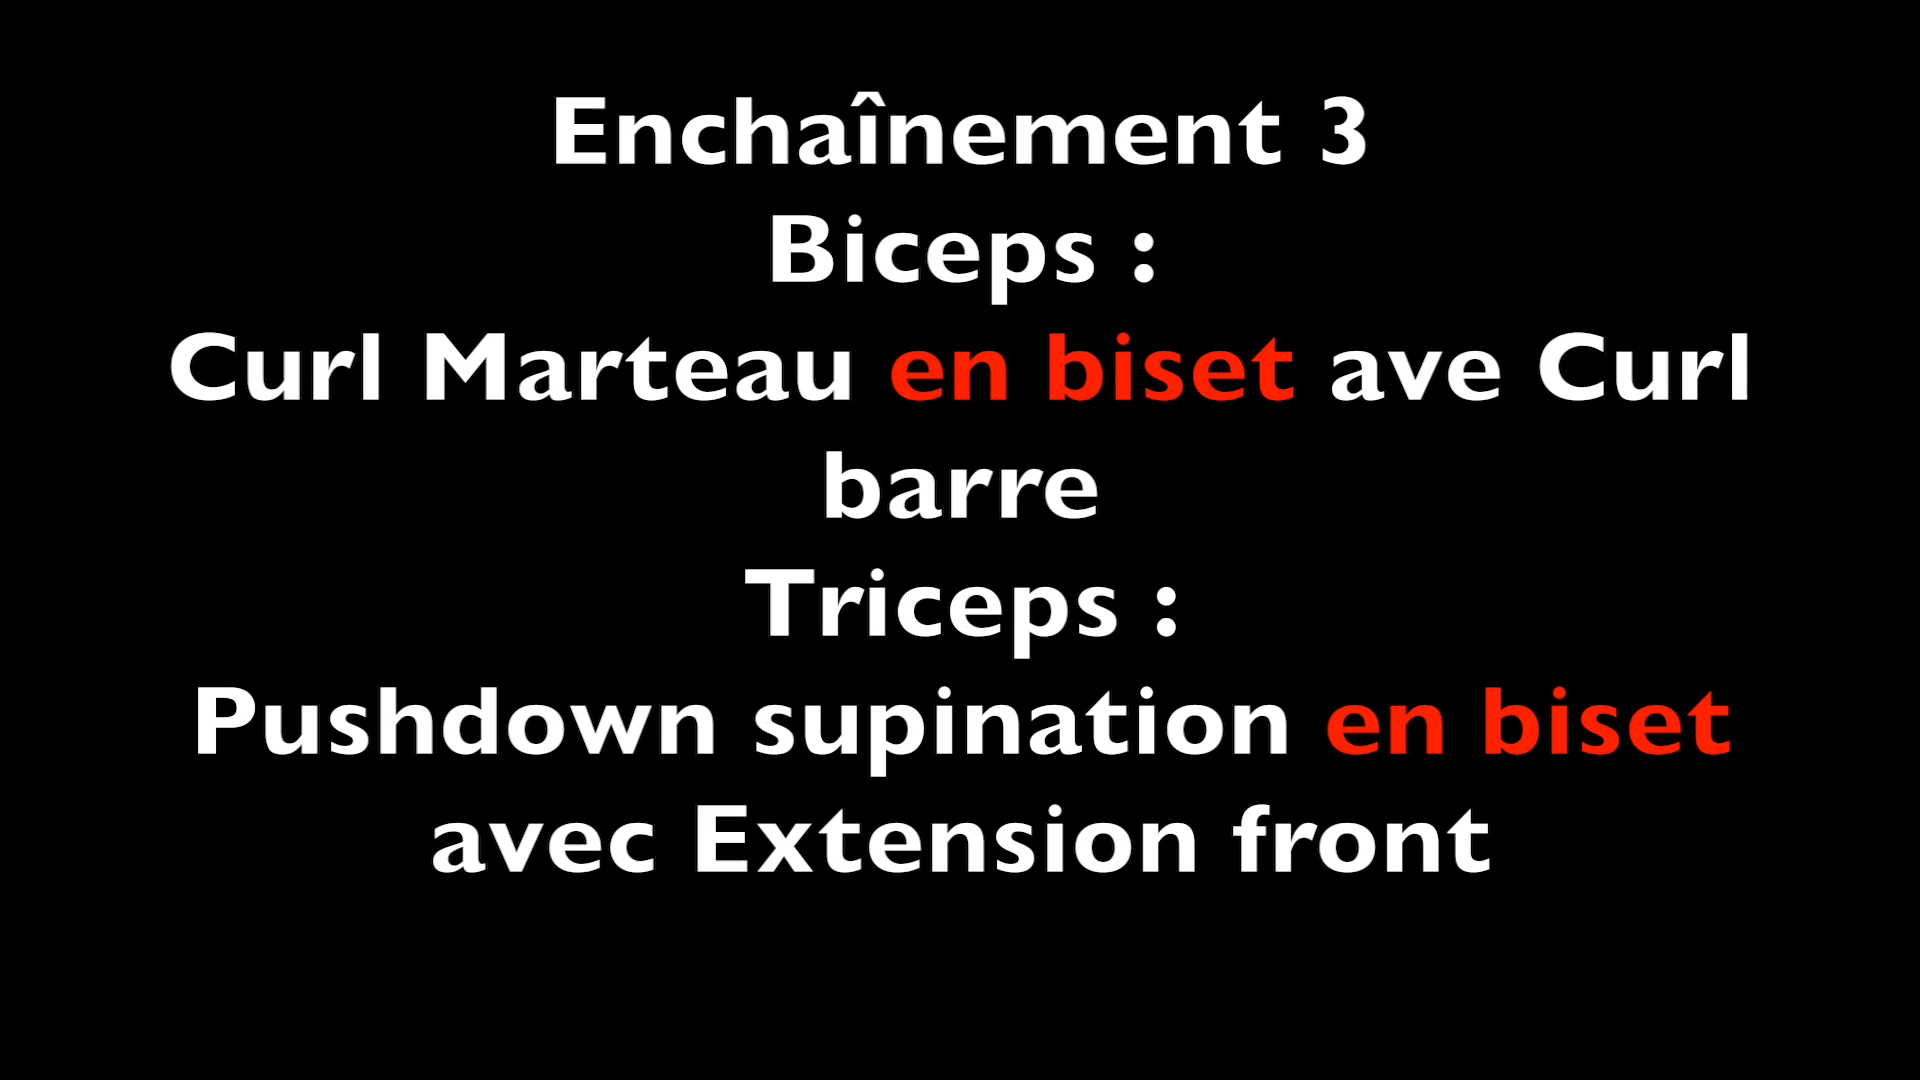 Enchaînement 3
Biceps :
Curl Marteau en biset ave Curl
barre
Triceps :
Pushdown supination en biset
avec Extension front